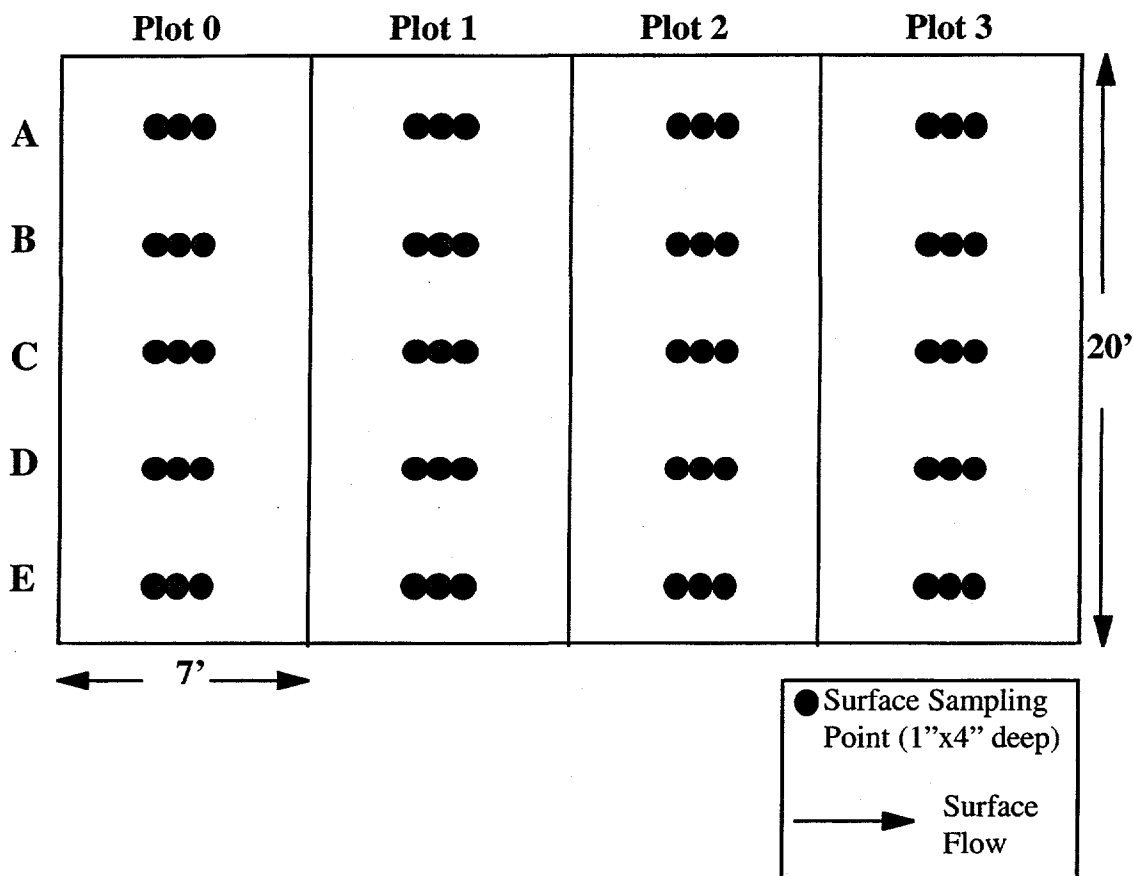 Plot 0 Plot 1 Plot 2 Plot 3
A
B
C
20’
D
E
7’
Surface Sampling
Point (1”x4” deep)
Surface
Flow